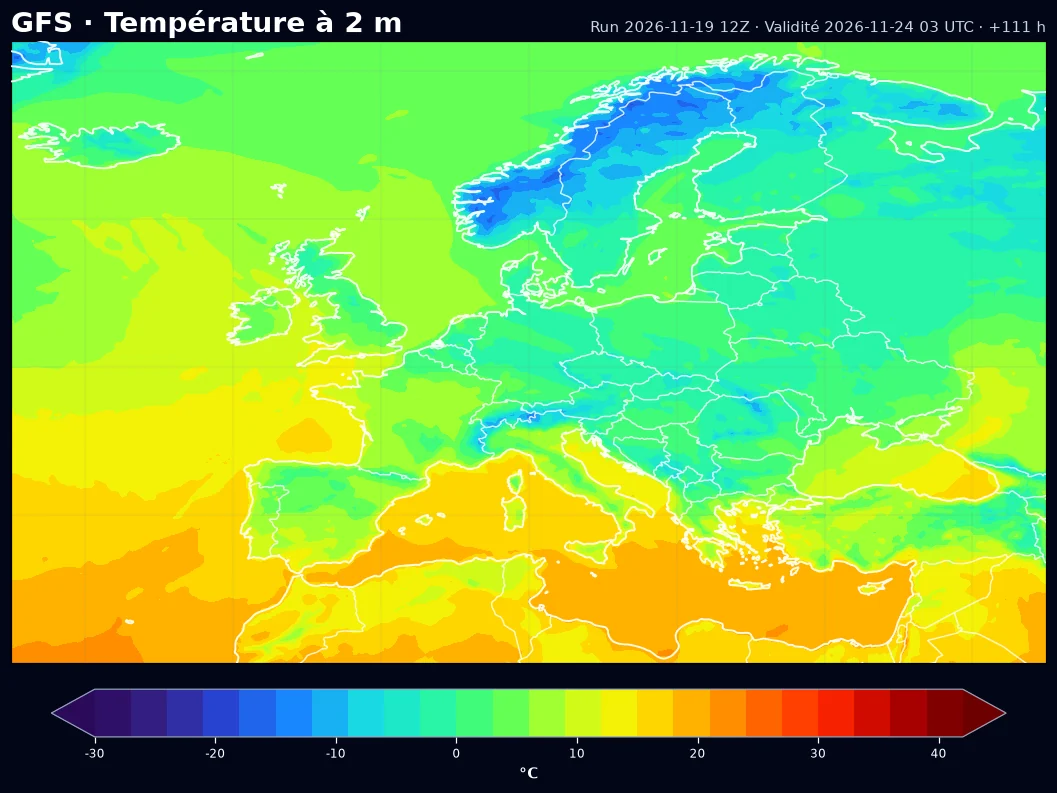 GFS · Température à 2 m
Run 2026-11-19 12Z · Validité 2026-11-24 03 UTC · +111 h
-30 -20 -10 0 10 20 30 40
°C